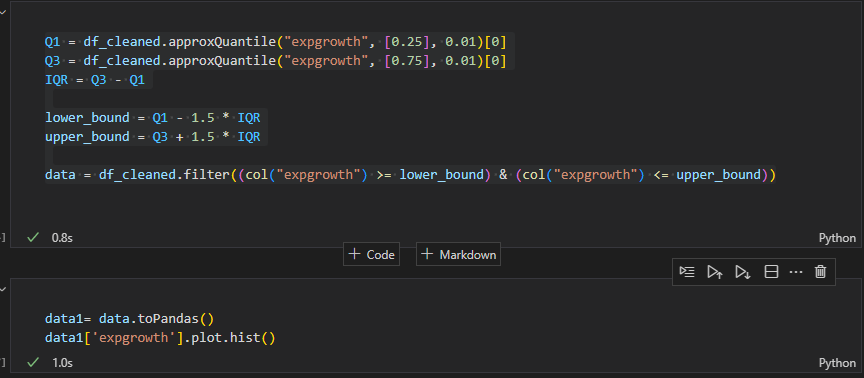 Q1 = df_cleaned.approxQuantile("expgrowth", [0.25], 0.01)[0]
Q3 = df_cleaned.approxQuantile("expgrowth", [0.75], 0.01)[0]
IQR = Q3 - Q1
lower_bound = Q1 - 1.5 * IQR
upper_bound = Q3 + 1.5 * IQR
data = df_cleaned.filter((col("expgrowth") >= lower_bound) & (col("expgrowth") <= upper_bound))
]
0.8s
Python
+ Code
+ Markdown
data1= data.toPandas()
data1['expgrowth'].plot.hist()
]
1.0s
Python